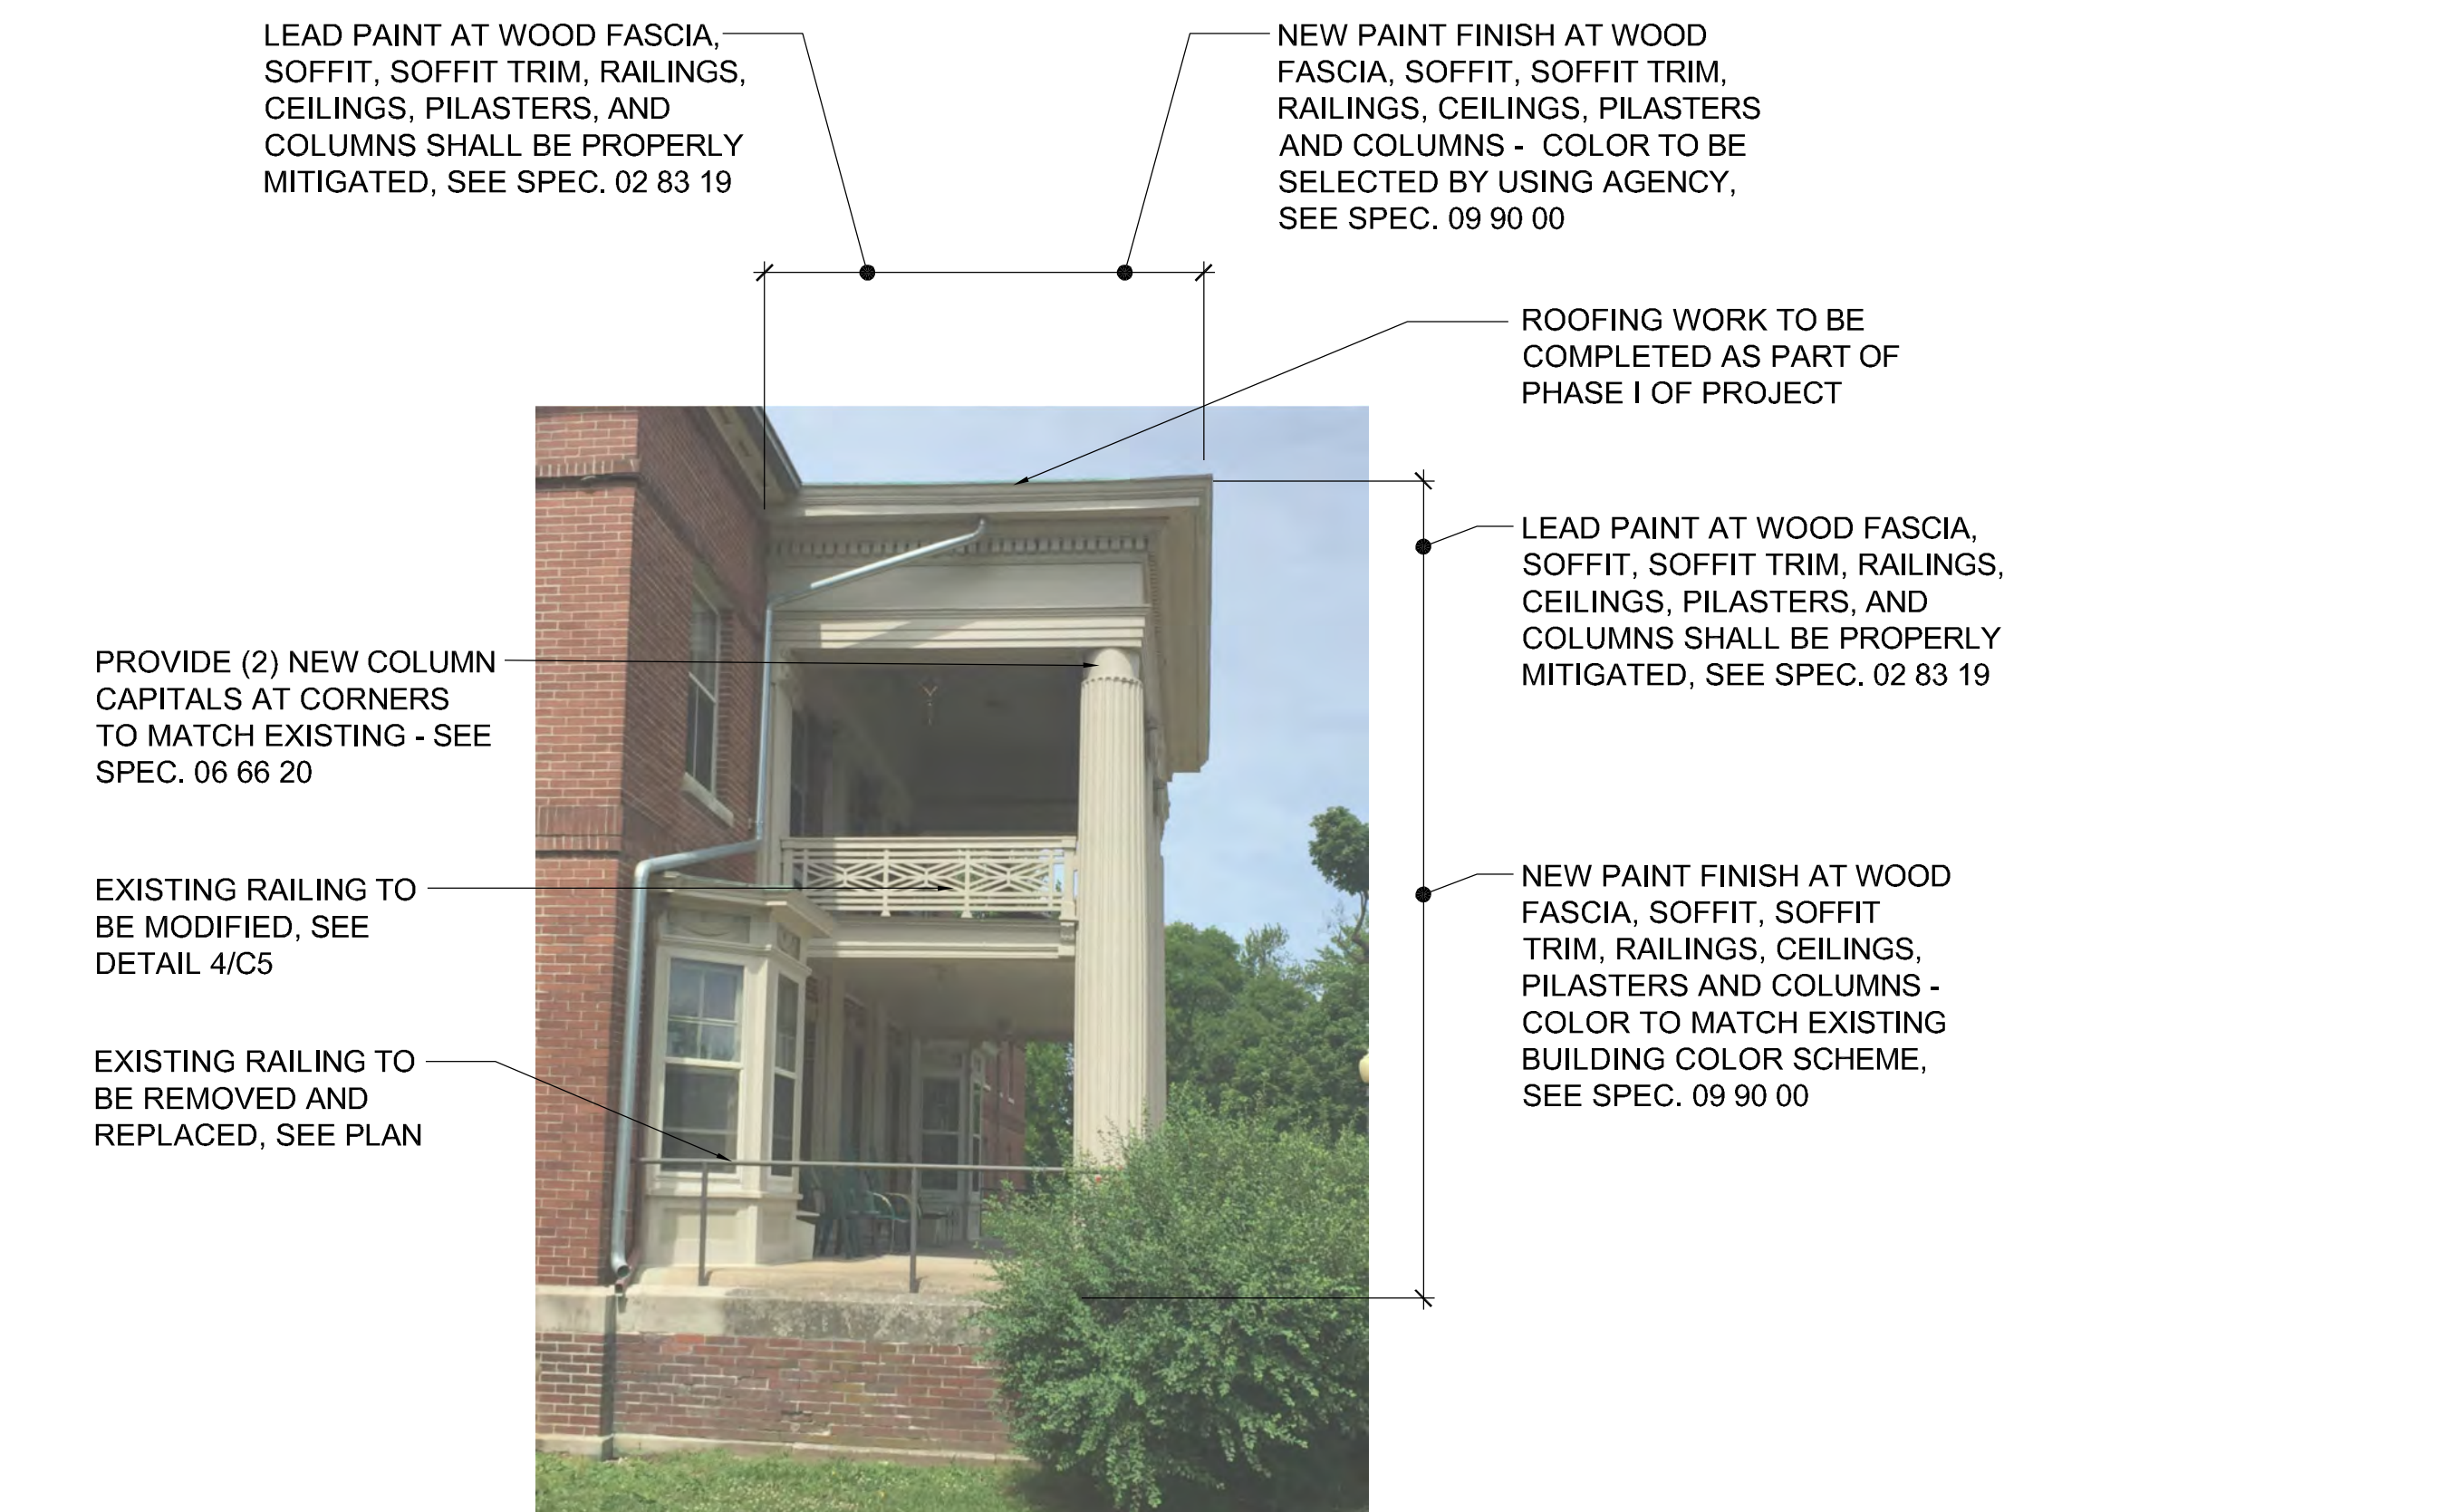 LEAD PAINT AT WOOD FASCIA,
SOFFIT, SOFFIT TRIM, RAILINGS,
CEILINGS, PILASTERS, AND
COLUMNS SHALL BE PROPERLY
MITIGATED, SEE SPEC. 02 83 19
NEW PAINT FINISH AT WOOD
FASCIA, SOFFIT, SOFFIT TRIM,
RAILINGS, CEILINGS, PILASTERS
AND COLUMNS - COLOR TO BE
SELECTED BY USING AGENCY,
SEE SPEC. 09 90 00
ROOFING WORK TO BE
COMPLETED AS PART OF
PHASE I OF PROJECT
LEAD PAINT AT WOOD FASCIA,
SOFFIT, SOFFIT TRIM, RAILINGS,
CEILINGS, PILASTERS, AND
COLUMNS SHALL BE PROPERLY
MITIGATED, SEE SPEC. 02 83 19
PROVIDE (2) NEW COLUMN
CAPITALS AT CORNERS
TO MATCH EXISTING - SEE
SPEC. 06 66 20
EXISTING RAILING TO
BE MODIFIED, SEE
DETAIL 4/C5
NEW PAINT FINISH AT WOOD
FASCIA, SOFFIT, SOFFIT
TRIM, RAILINGS, CEILINGS,
PILASTERS AND COLUMNS -
COLOR TO MATCH EXISTING
BUILDING COLOR SCHEME,
SEE SPEC. 09 90 00
EXISTING RAILING TO
BE REMOVED AND
REPLACED, SEE PLAN